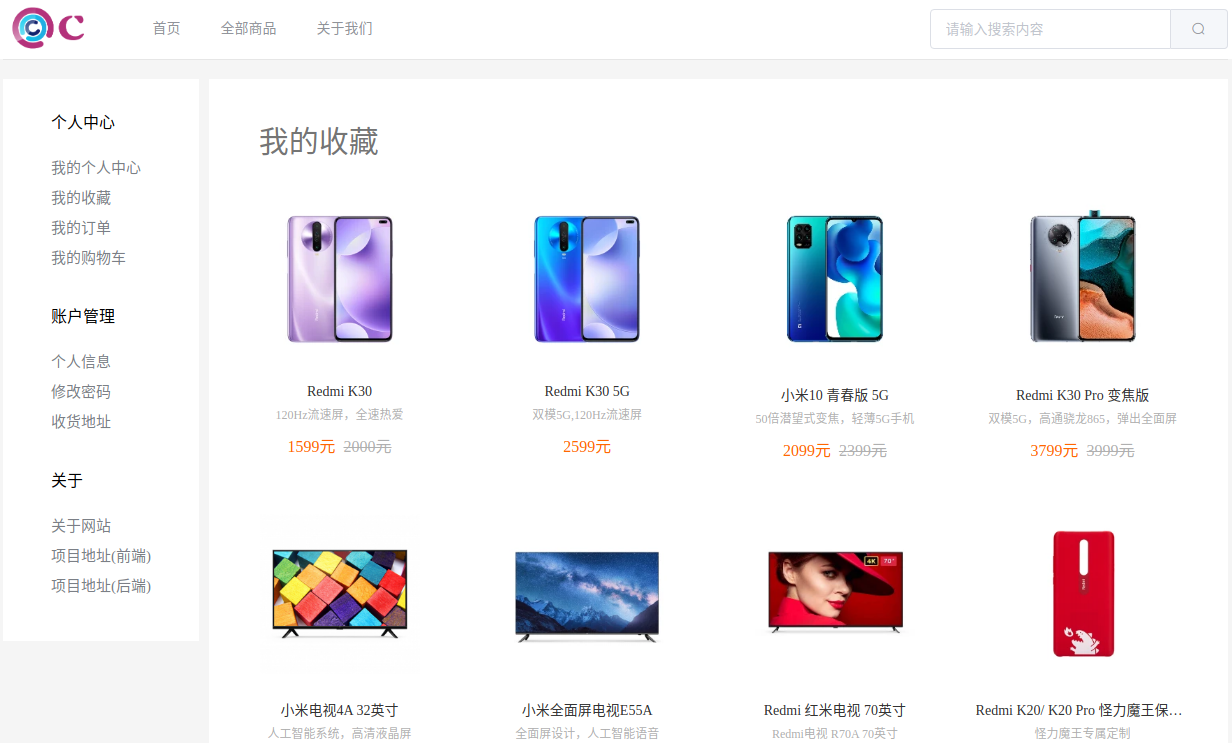 首页 全部商品 关于我们 请输入搜索内容
个人中心
我的个人中心
我的收藏
我的订单
我的购物车
账户管理
个人信息
修改密码
收货地址
关于
关于网站
项目地址(前端)
项目地址(后端)
我的收藏
Redmi K30
120Hz流速屏，全速热爱
1599元 2000元
Redmi K30 5G
双模5G,120Hz流速屏
2599元
小米10 青春版 5G
50倍潜望式变焦，轻薄5G手机
2099元 2399元
Redmi K30 Pro 变焦版
双模5G，高通骁龙865，弹出全面屏
3799元 3999元
小米电视4A 32英寸
人工智能系统，高清液晶屏
小米全面屏电视E55A
全面屏设计，人工智能语音
4K 70"
Redmi 红米电视 70英寸
Redmi电视 R70A 70英寸
Redmi K20/ K20 Pro 怪力魔王保…
怪力魔王专属定制